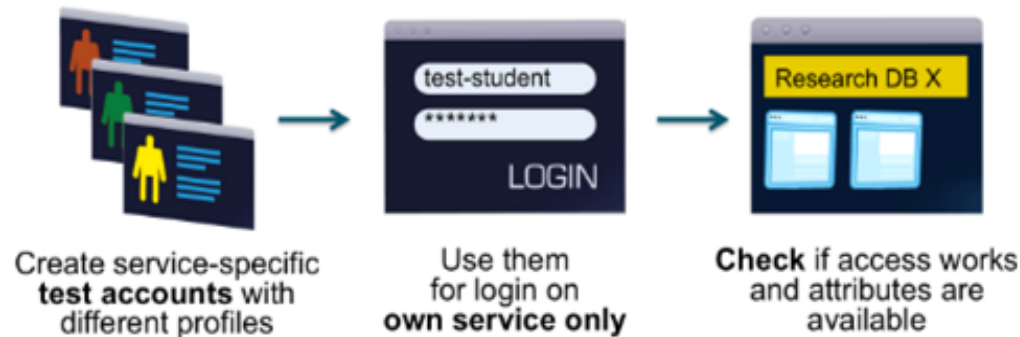 test-student
*******
LOGIN
Research DB X
Create service-specific
test accounts with
different profiles
Use them
for login on
own service only
Check if access works
and attributes are
available